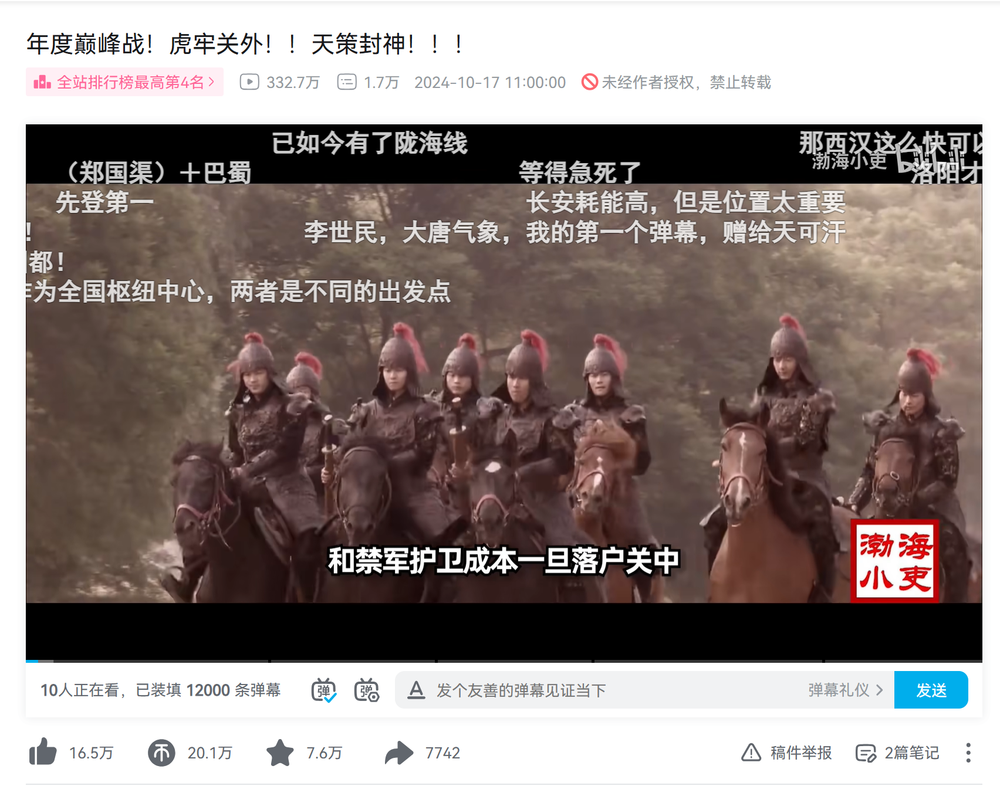 年度巅峰战！虎牢关外！！天策封神！！！
全站排行榜最高第4名
332.7万
1.7万
2024-10-17 11:00:00
未经作者授权，禁止转载
已如今有了陇海线
那西汉这么快可以
渤海小吏 bilibili
（郑国渠）＋巴蜀
等得急死了
洛阳才
先登第一
长安耗能高，但是位置太重要
！
李世民，大唐气象，我的第一个弹幕，赠给天可汗
都！
为全国枢纽中心，两者是不同的出发点
和禁军护卫成本一旦落户关中
渤海
小吏
10人正在看，已装填 12000 条弹幕
弹
弹
A
发个友善的弹幕见证当下
弹幕礼仪
发送
16.5万
20.1万
7.6万
7742
稿件举报
2篇笔记